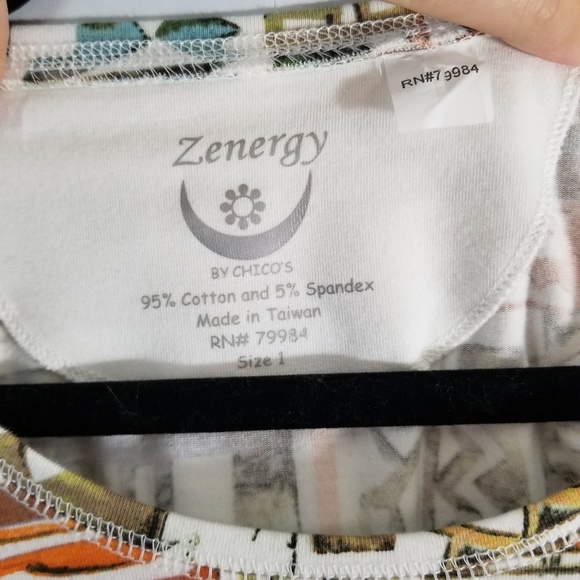 RN#79984
Zenergy
BY CHICO'S
95% Cotton and 5% Spandex
Made in Taiwan
RN# 79984
Size 1